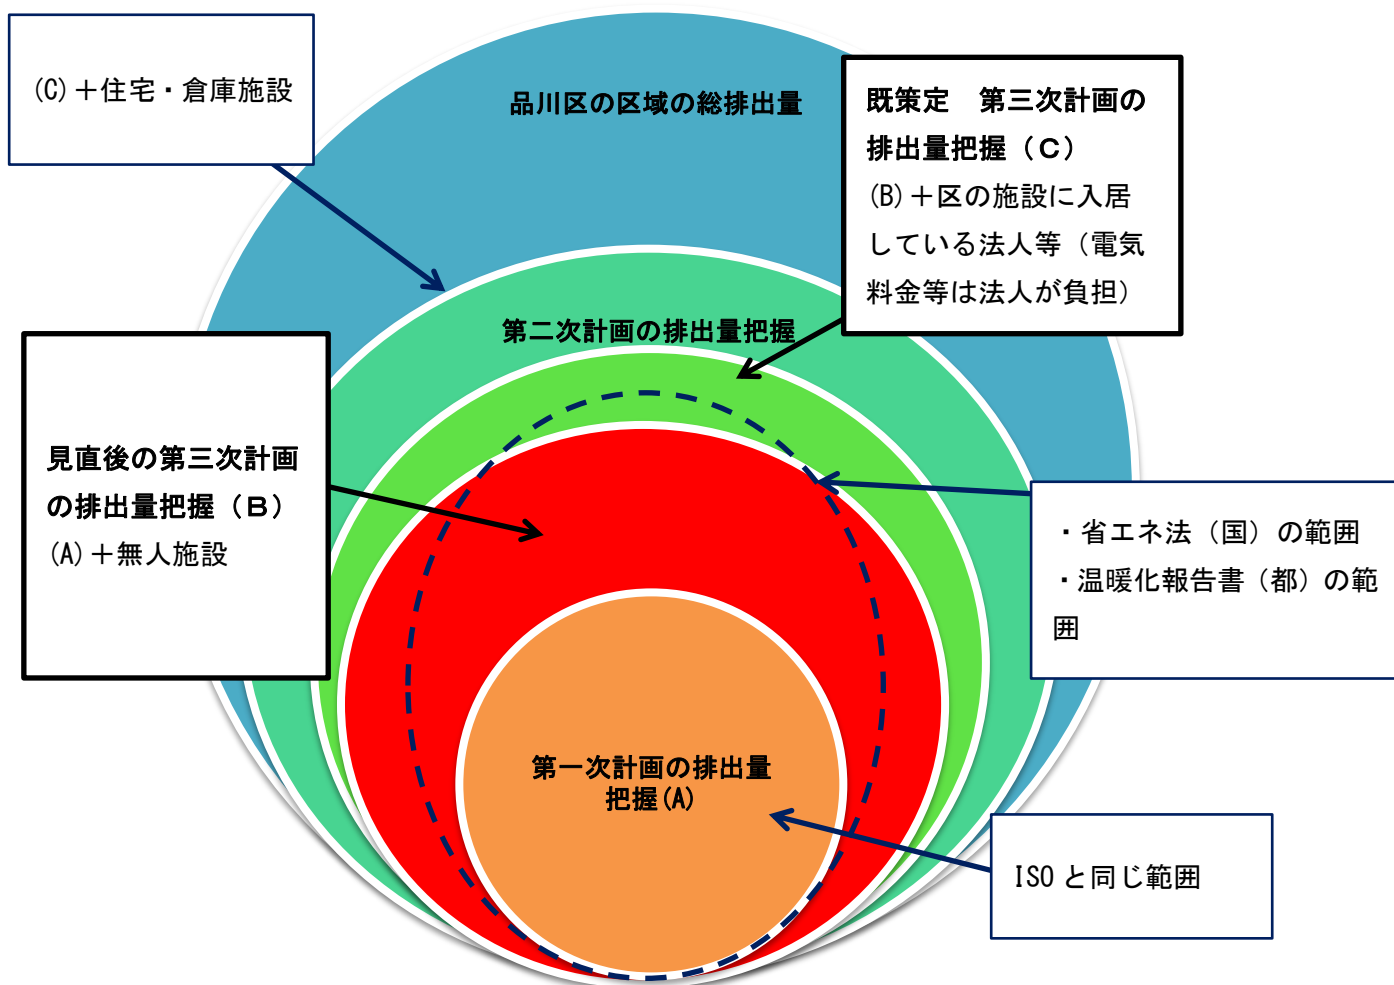 (C)＋住宅・倉庫施設
品川区の区域の総排出量
既策定　第三次計画の
排出量把握（Ｃ）
(B)＋区の施設に入居
している法人等（電気
料金等は法人が負担）
第二次計画の排出量把握
見直後の第三次計画
の排出量把握（Ｂ）
(A)＋無人施設
・省エネ法（国）の範囲
・温暖化報告書（都）の範
囲
第一次計画の排出量
把握(A)
ISO と同じ範囲